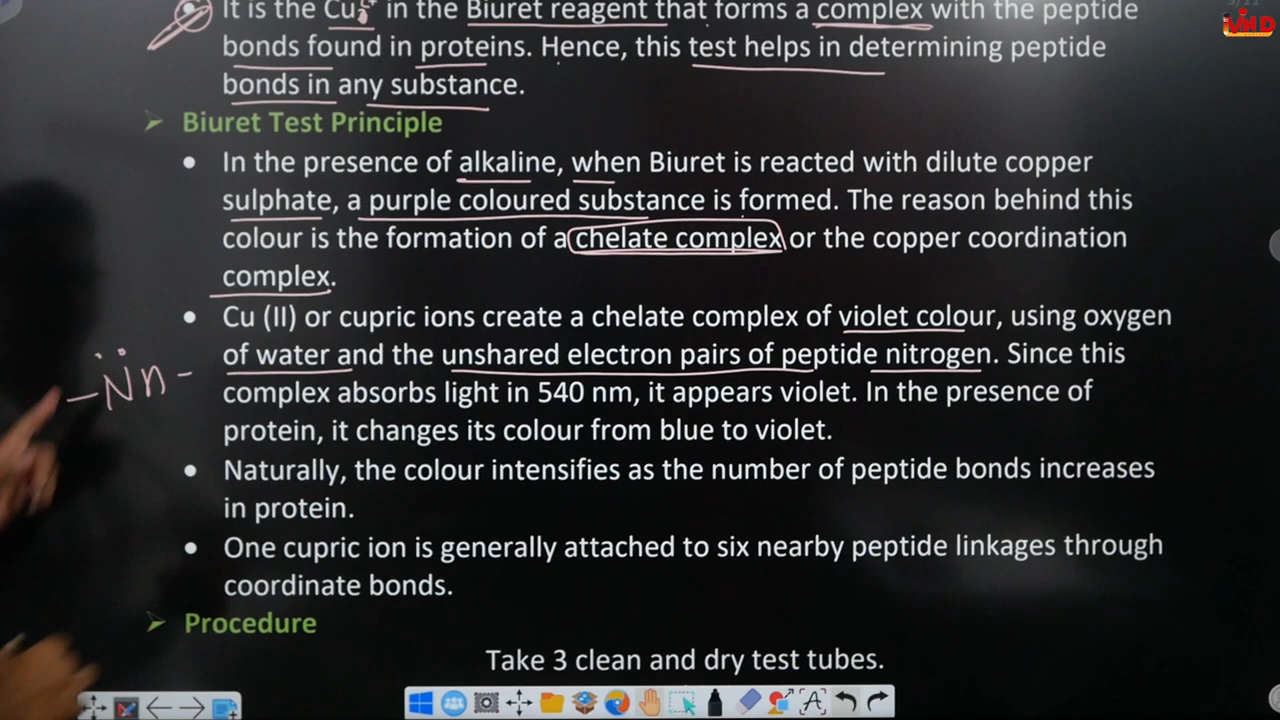 It is the Cu²⁺ in the Biuret reagent that forms a complex with the peptide
bonds found in proteins. Hence, this test helps in determining peptide
bonds in any substance.
➢ Biuret Test Principle
• In the presence of alkaline, when Biuret is reacted with dilute copper
sulphate, a purple coloured substance is formed. The reason behind this
colour is the formation of a chelate complex or the copper coordination
complex.
• Cu (II) or cupric ions create a chelate complex of violet colour, using oxygen
of water and the unshared electron pairs of peptide nitrogen. Since this
complex absorbs light in 540 nm, it appears violet. In the presence of
protein, it changes its colour from blue to violet.
• Naturally, the colour intensifies as the number of peptide bonds increases
in protein.
• One cupric ion is generally attached to six nearby peptide linkages through
coordinate bonds.
➢ Procedure
Take 3 clean and dry test tubes.